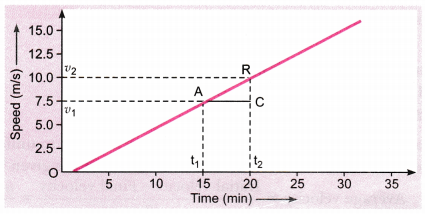 Speed (m/s)
15.0
12.5
10.0
7.5
5.0
2.5
O
v2
v1
A
R
C
t1
t2
5
10
15
20
25
30
35
Time (min)